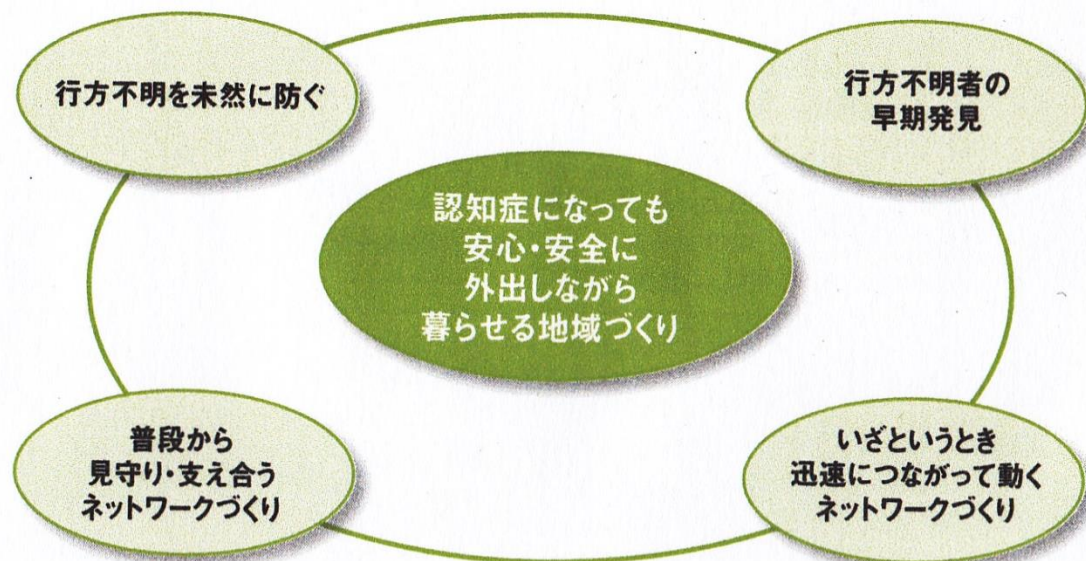 行方不明を未然に防ぐ
行方不明者の
早期発見
認知症になっても
安心・安全に
外出しながら
暮らせる地域づくり
普段から
見守り・支え合う
ネットワークづくり
いざというとき
迅速につながって動く
ネットワークづくり